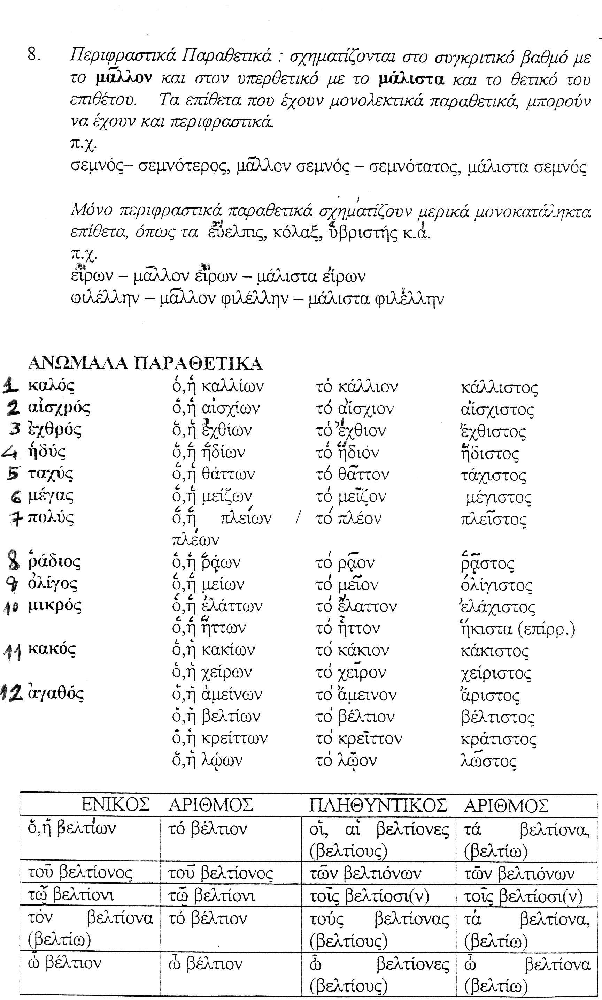 8. Περιφραστικά Παραθετικά : σχηματίζονται στο συγκριτικό βαθμό με
το μᾶλλον και στον υπερθετικό με το μάλιστα και το θετικό του
επιθέτου. Τα επίθετα που έχουν μονολεκτικά παραθετικά, μπορούν
να έχουν και περιφραστικά.
π.χ.
σεμνός– σεμνότερος, μᾶλλον σεμνός – σεμνότατος, μάλιστα σεμνός
Μόνο περιφραστικά παραθετικά σχηματίζουν μερικά μονοκατάληκτα
επίθετα, όπως τα εὔελπις, κόλαξ, ὑβριστής κ.ά.
π.χ.
εἴρων – μᾶλλον εἴρων – μάλιστα εἴρων
φιλέλλην – μᾶλλον φιλέλλην – μάλιστα φιλέλλην
ΑΝΩΜΑΛΑ ΠΑΡΑΘΕΤΙΚΑ
1 καλός ὁ,ἡ καλλίων τό κάλλιον κάλλιστος
2 αἰσχρός ὁ,ἡ αἰσχίων τό αἴσχιον αἴσχιστος
3 ἐχθρός ὁ,ἡ ἐχθίων τό ἔχθιον ἔχθιστος
4 ἡδύς ὁ,ἡ ἡδίων τό ἥδιον ἥδιστος
5 ταχύς ὁ,ἡ θάττων τό θᾶττον τάχιστος
6 μέγας ὁ,ἡ μείζων τό μεῖζον μέγιστος
7 πολύς ὁ,ἡ πλείων / τό πλέον πλεῖστος
πλέων
8 ῥάδιος ὁ,ἡ ῥᾴων τό ρᾷον ῥᾷστος
9 ὀλίγος ὁ,ἡ μείων τό μεῖον ὀλίγιστος
10 μικρός ὁ,ἡ ἐλάττων τό ἔλαττον ἐλάχιστος
ὁ,ἡ ἥττων τό ἧττον ἥκιστα (επίρρ.)
11 κακός ὁ,ἡ κακίων τό κάκιον κάκιστος
ὁ,ἡ χείρων τό χεῖρον χείριστος
12 ἀγαθός ὁ,ἡ ἀμείνων τό ἄμεινον ἄριστος
ὁ,ἡ βελτίων τό βέλτιον βέλτιστος
ὁ,ἡ κρείττων τό κρεῖττον κράτιστος
ὁ,ἡ λῴων τό λῷον λῶστος
ΕΝΙΚΟΣ ΑΡΙΘΜΟΣ ΠΛΗΘΥΝΤΙΚΟΣ ΑΡΙΘΜΟΣ
ὁ,ἡ βελτίων τό βέλτιον οἱ, αἱ βελτίονες τά βελτίονα,
(βελτίους) (βελτίω)
τοῦ βελτίονος τοῦ βελτίονος τῶν βελτιόνων τῶν βελτιόνων
τῷ βελτίονι τῷ βελτίονι τοῖς βελτίοσι(ν) τοῖς βελτίοσι(ν)
τόν βελτίονα τό βέλτιον τούς βελτίονας τά βελτίονα,
(βελτίω) (βελτίους) (βελτίω)
ὦ βέλτιον ὦ βέλτιον ὦ βελτίονες ὦ βελτίονα
(βελτίους) (βελτίω)